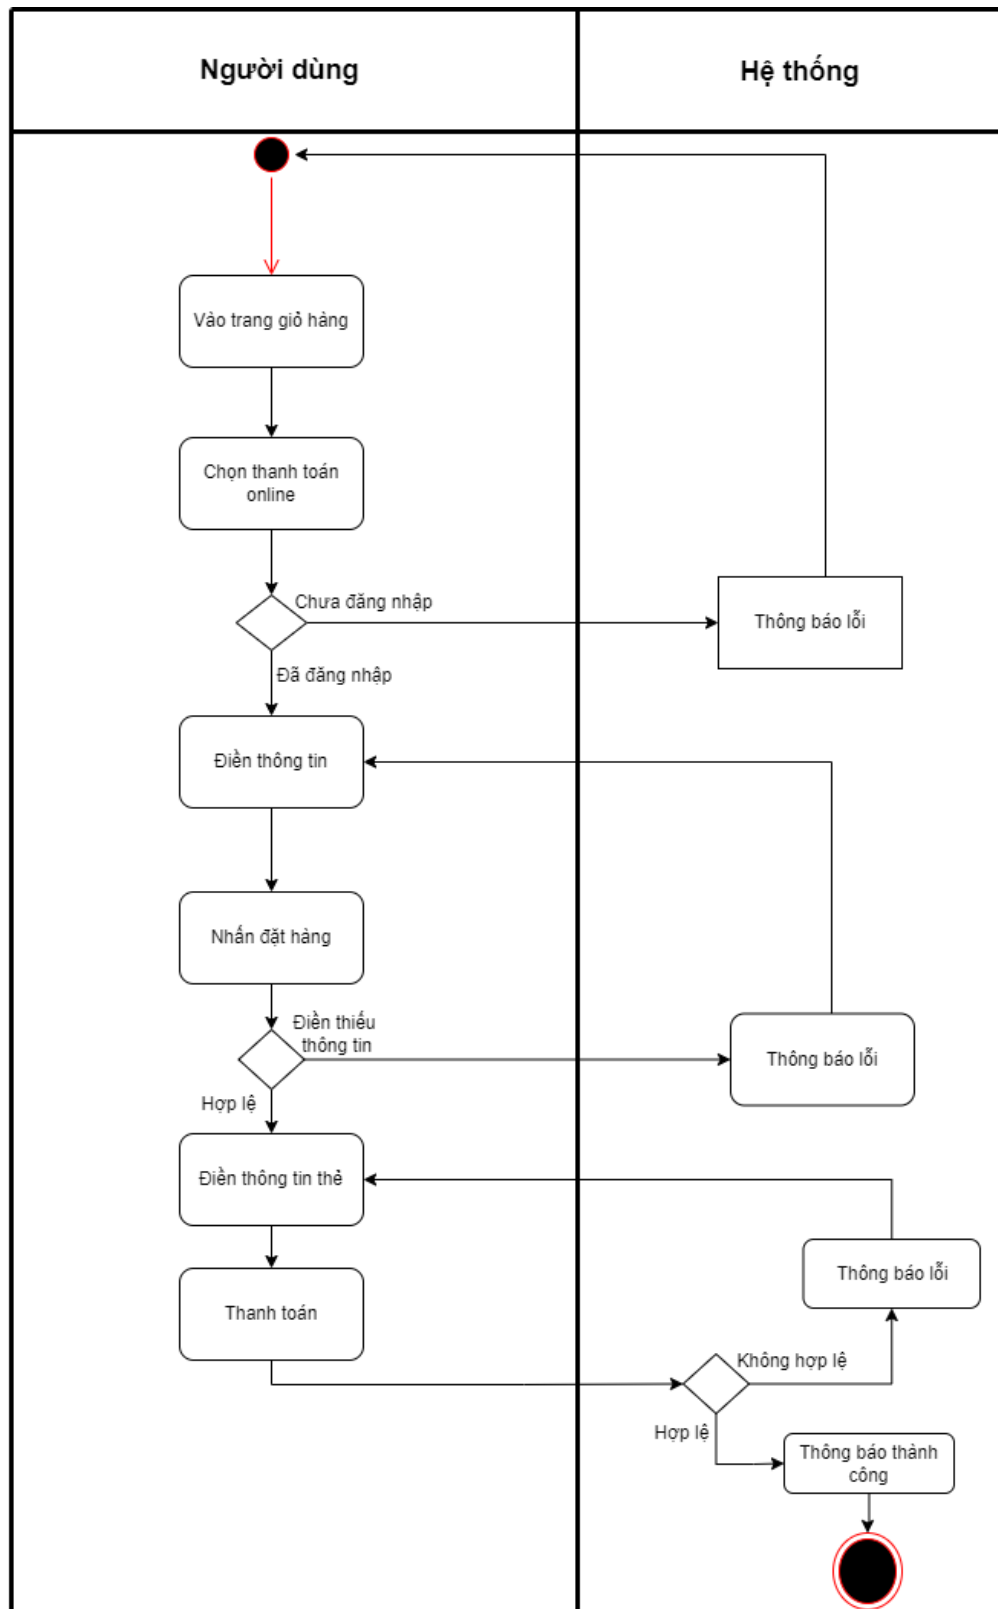 Người dùng
Hệ thống
Vào trang giỏ hàng
Chọn thanh toán
online
Chưa đăng nhập
Thông báo lỗi
Đã đăng nhập
Điền thông tin
Nhấn đặt hàng
Điền thiếu
thông tin
Thông báo lỗi
Hợp lệ
Điền thông tin thẻ
Thông báo lỗi
Thanh toán
Không hợp lệ
Hợp lệ
Thông báo thành
công